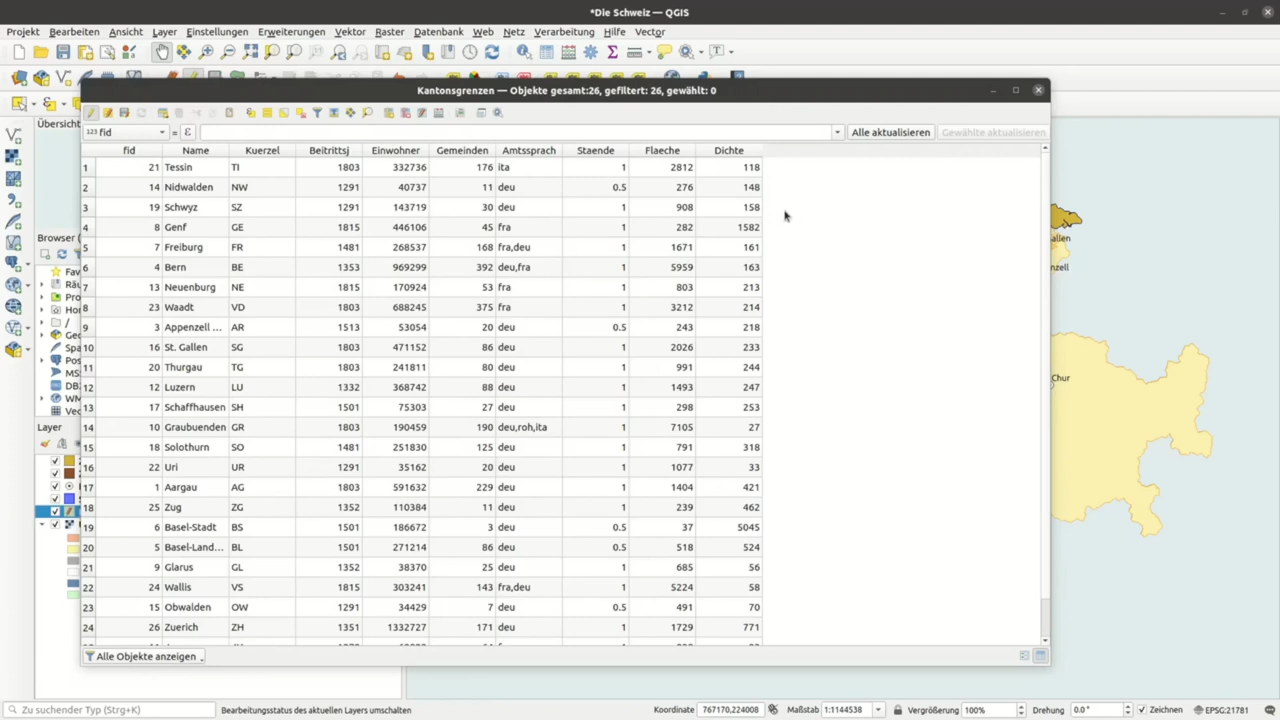 *Die Schweiz — QGIS
Projekt Bearbeiten Ansicht Layer Einstellungen Erweiterungen Vektor Raster Datenbank Web Netz Verarbeitung Hilfe Vector
Kantonsgrenzen — Objekte gesamt:26, gefiltert: 26, gewählt: 0
Übersicht
123 fid = ε Alle aktualisieren Gewählte aktualisieren
fid Name Kuerzel Beitrittsj Einwohner Gemeinden Amtssprach Staende Flaeche Dichte
1 21 Tessin TI 1803 332736 176 ita 1 2812 118
2 14 Nidwalden NW 1291 40737 11 deu 0.5 276 148
3 19 Schwyz SZ 1291 143719 30 deu 1 908 158
4 8 Genf GE 1815 446106 45 fra 1 282 1582
5 7 Freiburg FR 1481 268537 168 fra,deu 1 1671 161
6 4 Bern BE 1353 969299 392 deu,fra 1 5959 163
7 13 Neuenburg NE 1815 170924 53 fra 1 803 213
8 23 Waadt VD 1803 688245 375 fra 1 3212 214
9 3 Appenzell ... AR 1513 53054 20 deu 0.5 243 218
10 16 St. Gallen SG 1803 471152 86 deu 1 2026 233
11 20 Thurgau TG 1803 241811 80 deu 1 991 244
12 12 Luzern LU 1332 368742 88 deu 1 1493 247
13 17 Schaffhausen SH 1501 75303 27 deu 1 298 253
14 10 Graubuenden GR 1803 190459 190 deu,roh,ita 1 7105 27
15 18 Solothurn SO 1481 251830 125 deu 1 791 318
16 22 Uri UR 1291 35162 20 deu 1 1077 33
17 1 Aargau AG 1803 591632 229 deu 1 1404 421
18 25 Zug ZG 1352 110384 11 deu 1 239 462
19 6 Basel-Stadt BS 1501 186672 3 deu 0.5 37 5045
20 5 Basel-Land... BL 1501 271214 86 deu 0.5 518 524
21 9 Glarus GL 1352 38370 25 deu 1 685 56
22 24 Wallis VS 1815 303241 143 fra,deu 1 5224 58
23 15 Obwalden OW 1291 34429 7 deu 0.5 491 70
24 26 Zuerich ZH 1351 1332727 171 deu 1 1729 771
Alle Objekte anzeigen
Browser (
Fav
Räu
Pro
Hor
/
Geo
Spa
Pos
MS
DB
WM
Vec
Layer
allen
nzell
Chur
Zu suchender Typ (Strg+K) Bearbeitungsstatus des aktuellen Layers umschalten Koordinate 767170,224008 Maßstab 1:1144538 Vergrößerung 100% Drehung 0.0 ° Zeichnen EPSG:21781